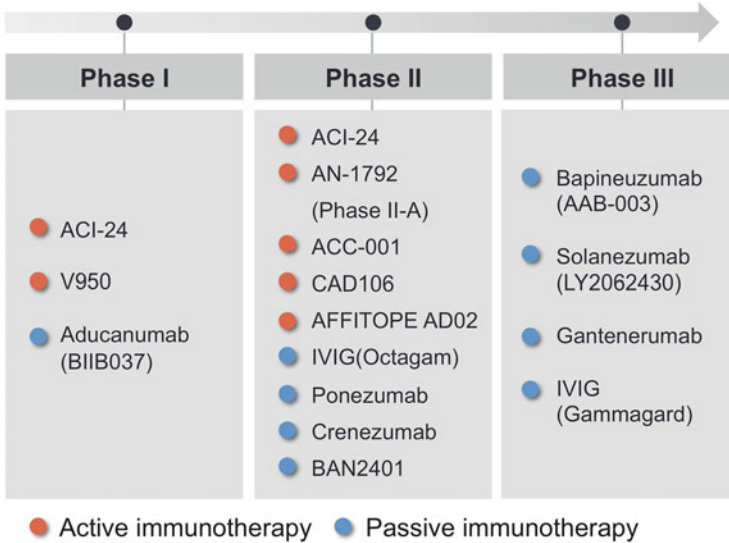 Phase I
Phase II
Phase III
ACI-24
V950
Aducanumab
(BIIB037)
ACI-24
AN-1792
(Phase II-A)
ACC-001
CAD106
AFFITOPE AD02
IVIG(Octagam)
Ponezumab
Crenezumab
BAN2401
Bapineuzumab
(AAB-003)
Solanezumab
(LY2062430)
Gantenerumab
IVIG
(Gammagard)
Active immunotherapy
Passive immunotherapy